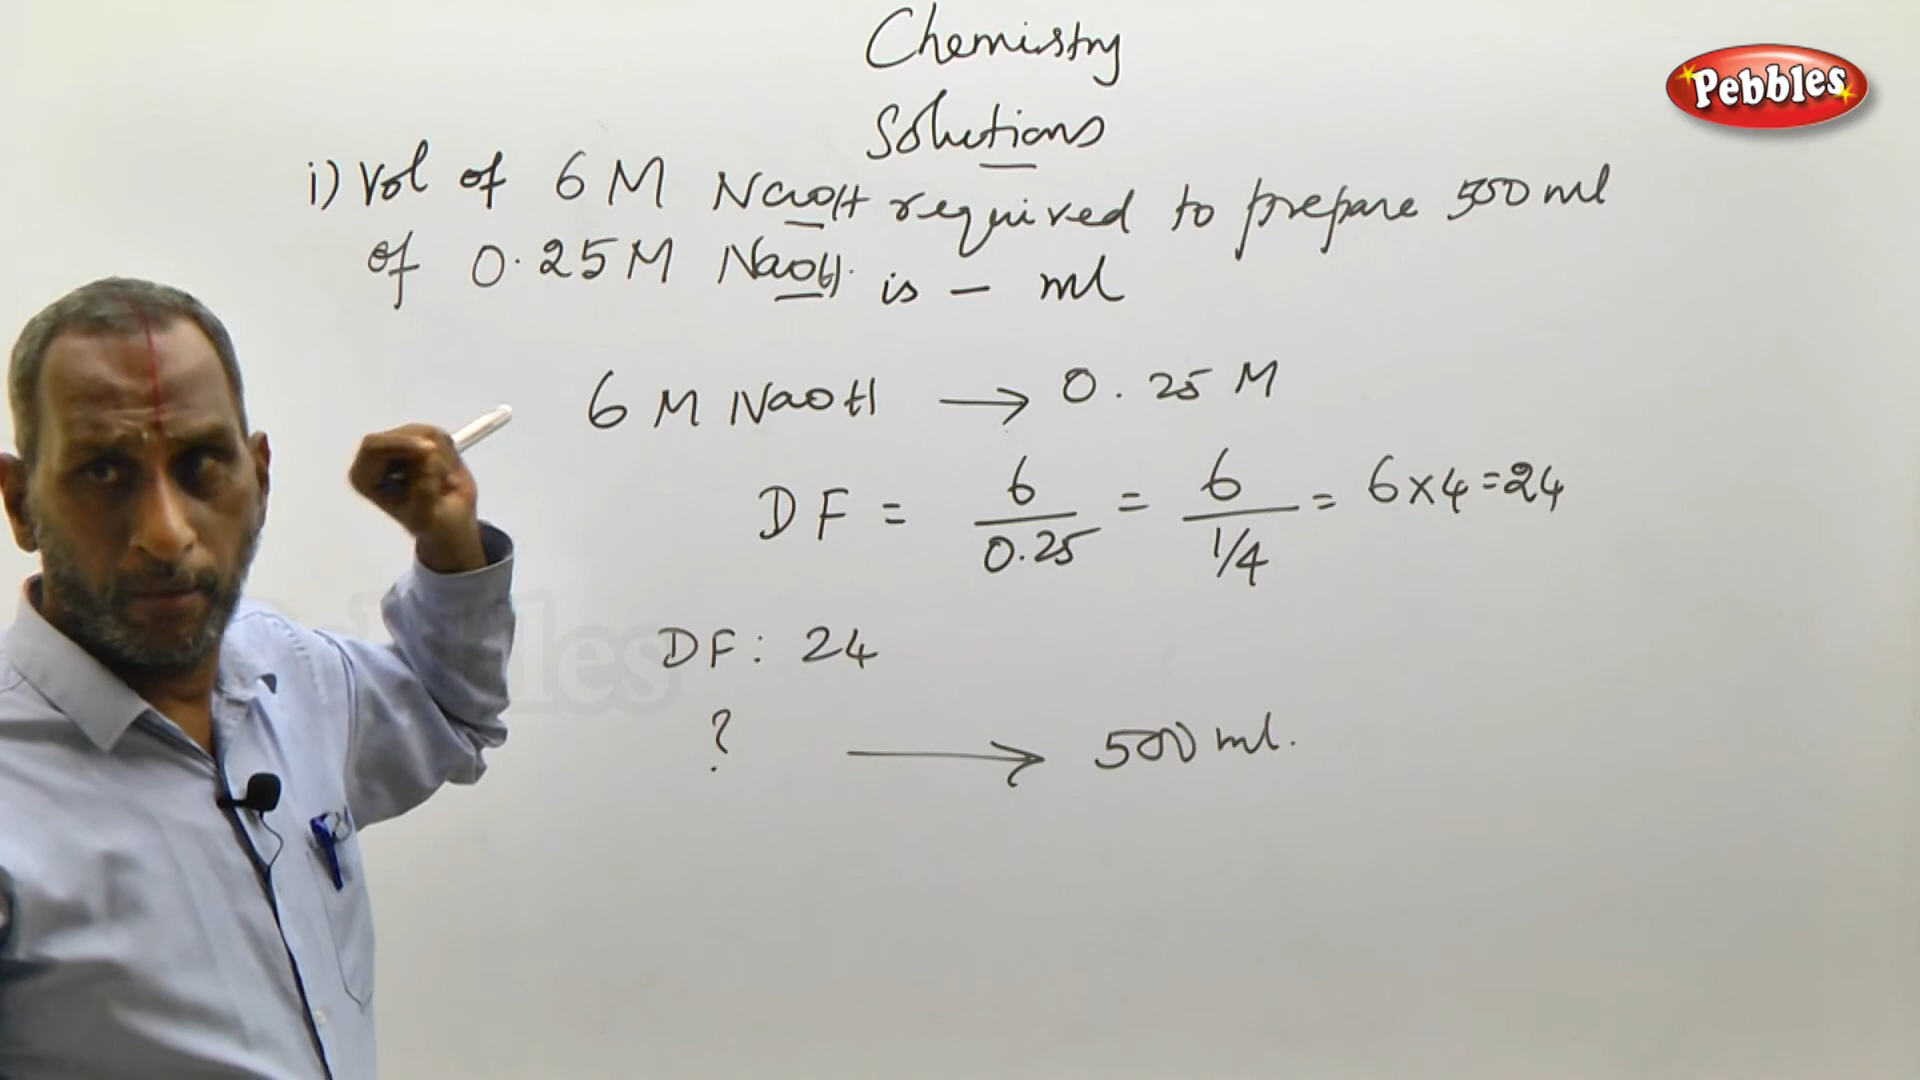 Chemistry
Solutions
i) Vol of 6 M NaOH required to prepare 500 ml
of 0.25 M NaOH is - ml
6 M NaOH → 0.25 M
DF = 6/0.25 = 6/1/4 = 6×4=24
DF: 24
? → 500 ml.
Pebbles